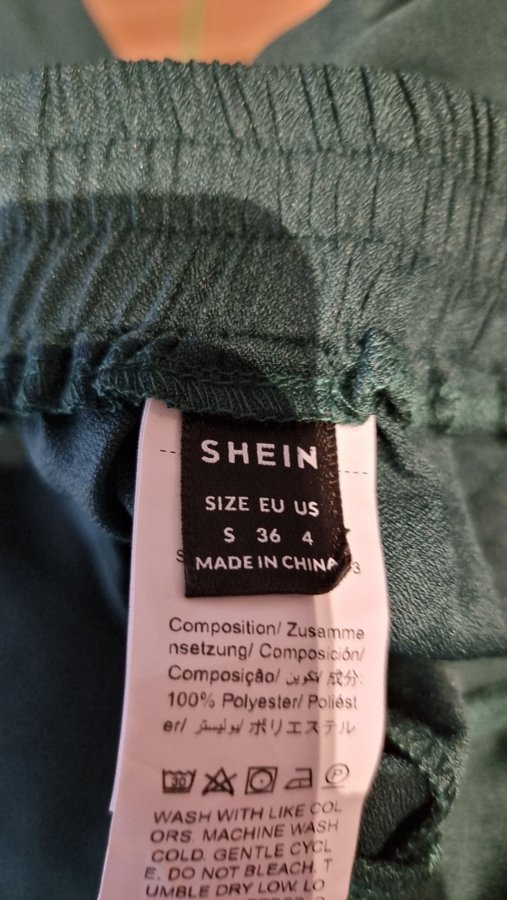 SHEIN
SIZE EU US
S 36 4
MADE IN CHINA
Composition/ Zusamme
nsetzung/ Composición/
Composição/ تكوين/ 成分:
100% Polyester/ Poliést
er/ بوليستر/ ポリエステル
30
WASH WITH LIKE COL
ORS. MACHINE WASH
COLD. GENTLE CYCL
E. DO NOT BLEACH. T
UMBLE DRY LOW. LO